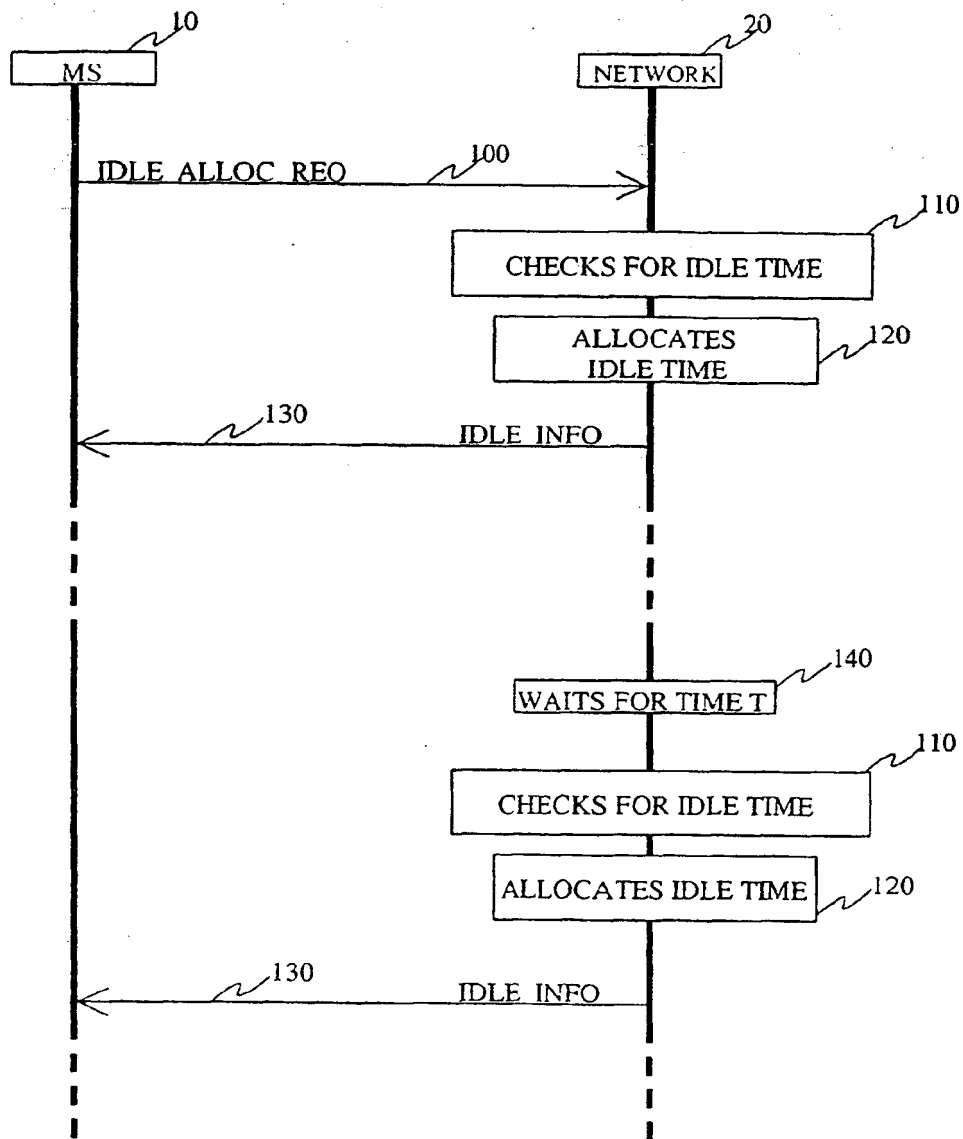 10
20
MS
NETWORK
100
IDLE ALLOC REQ
110
CHECKS FOR IDLE TIME
120
ALLOCATES
IDLE TIME
130
IDLE INFO
140
WAITS FOR TIME T
110
CHECKS FOR IDLE TIME
120
ALLOCATES IDLE TIME
130
IDLE INFO